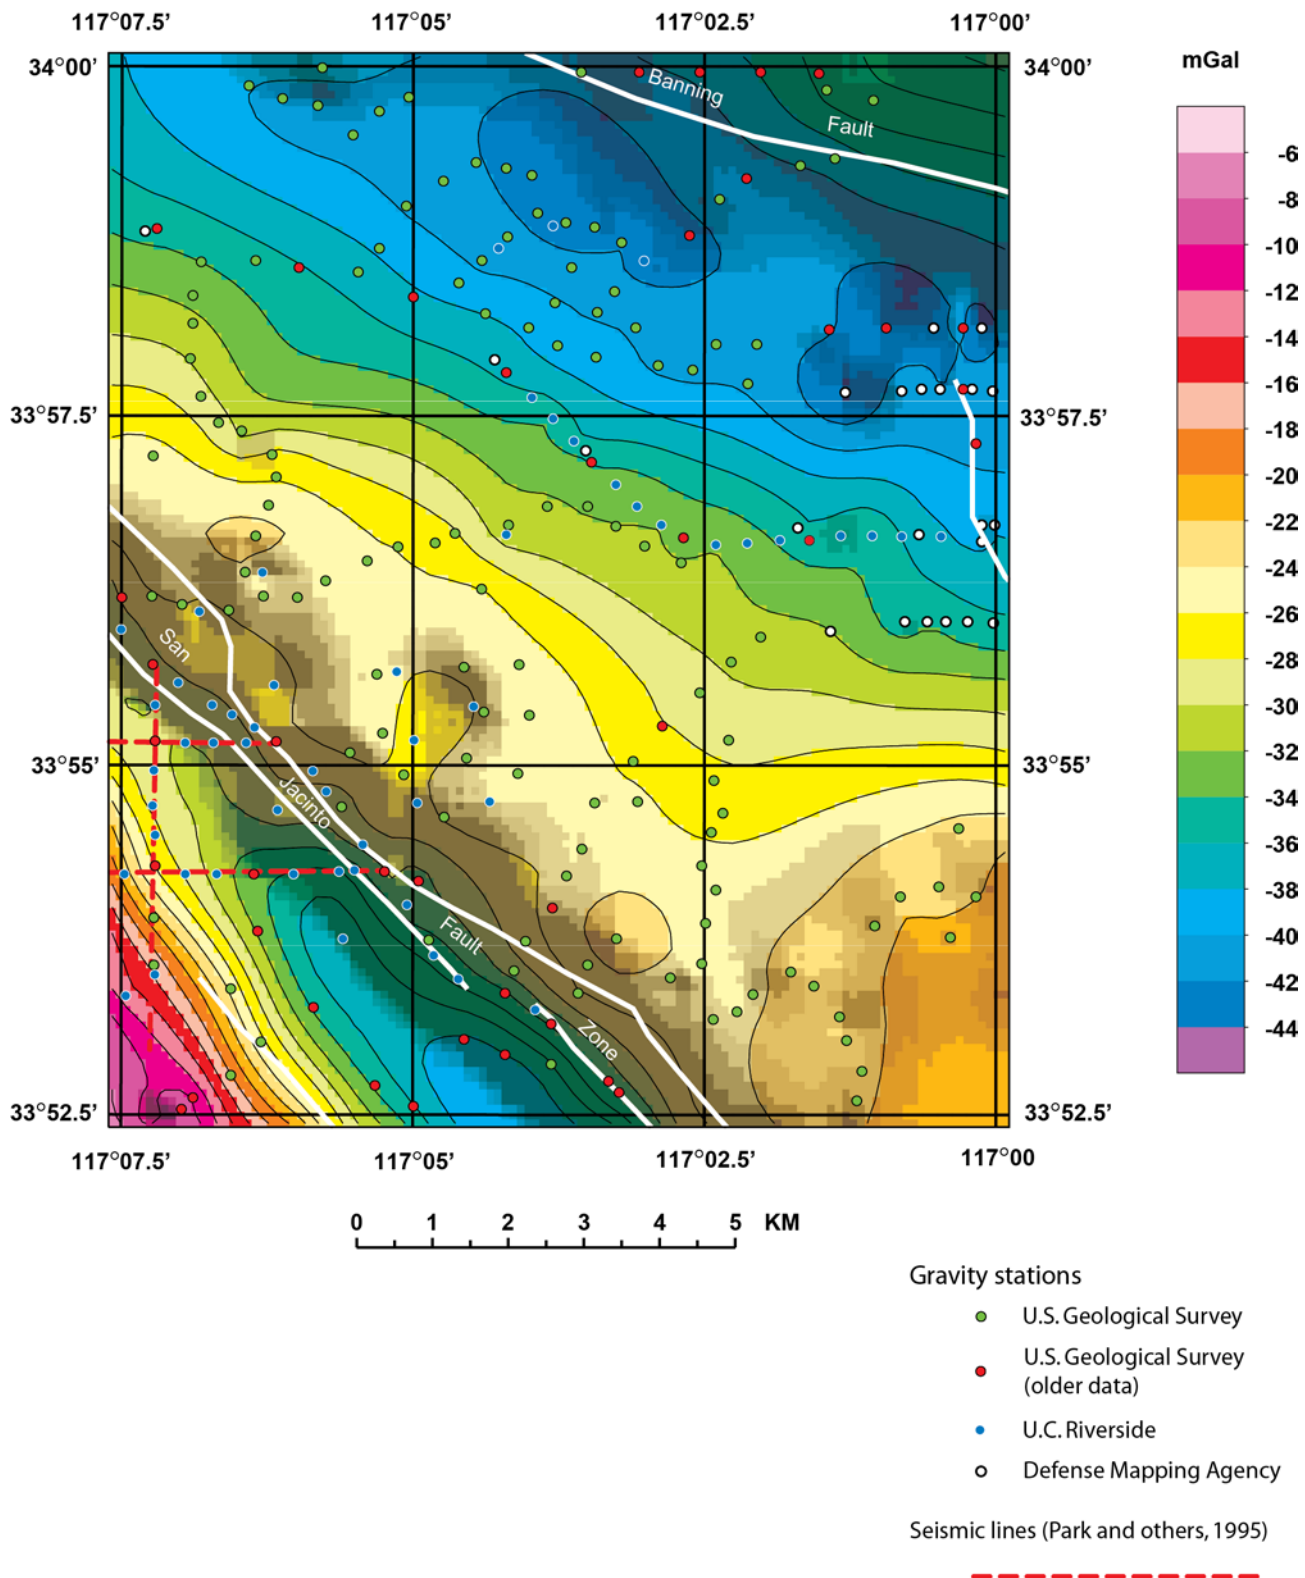 117°07.5’ 117°05’ 117°02.5’ 117°00’
34°00’ 34°00’
mGal
Banning
Fault
-6
-8
-10
-12
-14
-16
-18
-20
-22
-24
-26
-28
-30
-32
-34
-36
-38
-40
-42
-44
33°57.5’ 33°57.5’
San
33°55’ 33°55’
Jacinto
Fault
Zone
33°52.5’ 33°52.5’
117°07.5’ 117°05’ 117°02.5’ 117°00
0 1 2 3 4 5 KM
Gravity stations
U.S. Geological Survey
U.S. Geological Survey
(older data)
U.C. Riverside
Defense Mapping Agency
Seismic lines (Park and others, 1995)